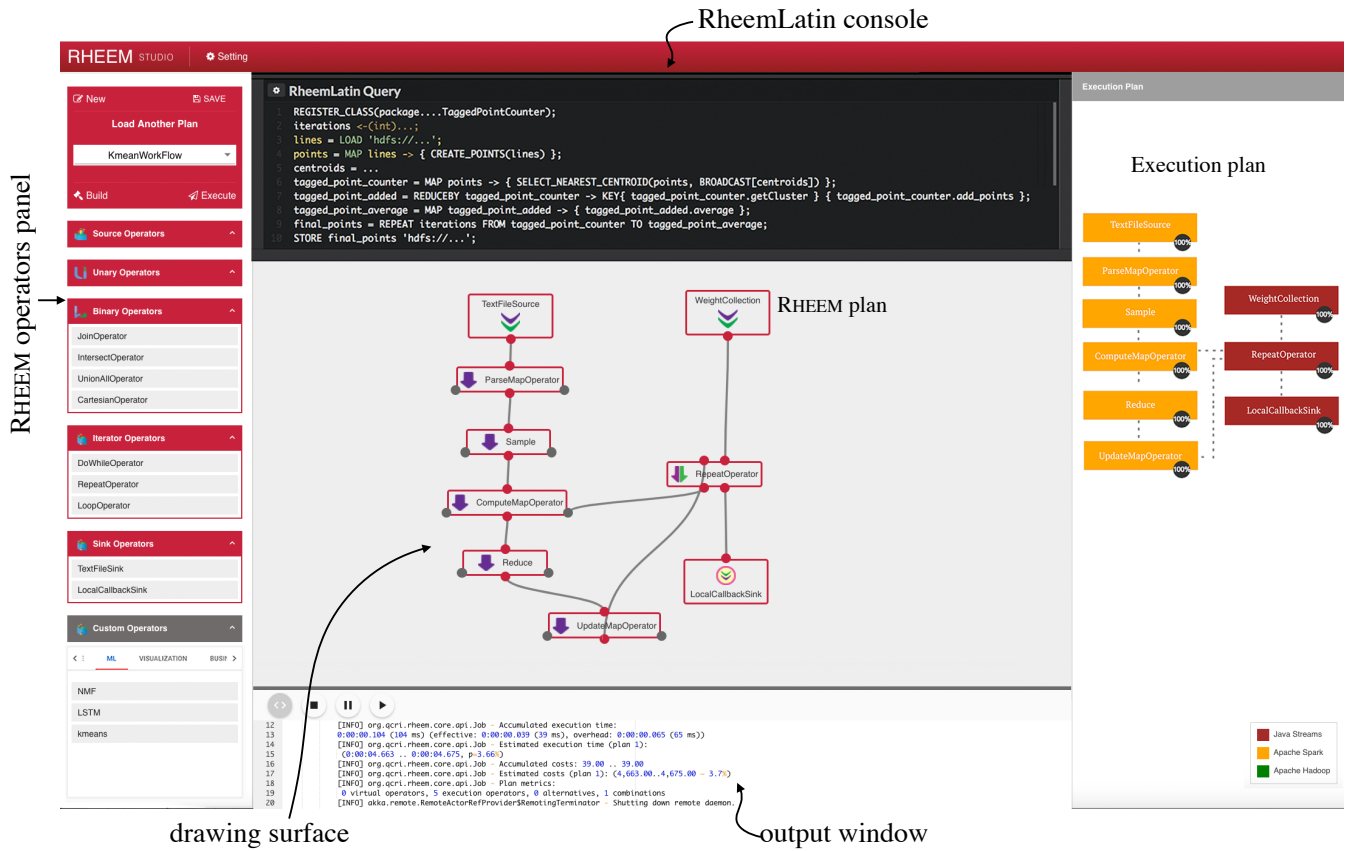 RheemLatin console
RHEEM STUDIO
Setting
RHEEM operators panel
New
SAVE
Load Another Plan
KmeanWorkFlow
Build
Execute
Source Operators
Unary Operators
Binary Operators
JoinOperator
IntersectOperator
UnionAllOperator
CartesianOperator
Iterator Operators
DoWhileOperator
RepeatOperator
LoopOperator
Sink Operators
TextFileSink
LocalCallbackSink
Custom Operators
ML
VISUALIZATION
BUSI
NMF
LSTM
kmeans
RheemLatin Query
1 REGISTER_CLASS(package....TaggedPointCounter);
2 iterations <-(int)...;
3 lines = LOAD 'hdfs://...';
4 points = MAP lines -> { CREATE_POINTS(lines) };
5 centroids = ...
6 tagged_point_counter = MAP points -> { SELECT_NEAREST_CENTROID(points, BROADCAST[centroids]) };
7 tagged_point_added = REDUCEBY tagged_point_counter -> KEY{ tagged_point_counter.getCluster } { tagged_point_counter.add_points };
8 tagged_point_average = MAP tagged_point_added -> { tagged_point_added.average };
9 final_points = REPEAT iterations FROM tagged_point_counter TO tagged_point_average;
10 STORE final_points 'hdfs://...';
TextFileSource
WeightCollection
RHEEM plan
ParseMapOperator
Sample
RepeatOperator
ComputeMapOperator
Reduce
LocalCallbackSink
UpdateMapOperator
12 [INFO] org.qcri.rheem.core.api.Job - Accumulated execution time:
13 0:00:00.104 (104 ms) (effective: 0:00:00.039 (39 ms), overhead: 0:00:00.065 (65 ms))
14 [INFO] org.qcri.rheem.core.api.Job - Estimated execution time (plan 1):
15 (0:00:04.663 .. 0:00:04.675, p=3.66%)
16 [INFO] org.qcri.rheem.core.api.Job - Accumulated costs: 39.00 .. 39.00
17 [INFO] org.qcri.rheem.core.api.Job - Estimated costs (plan 1): (4,663.00..4,675.00 ~ 3.7%)
18 [INFO] org.qcri.rheem.core.api.Job - Plan metrics:
19 0 virtual operators, 5 execution operators, 0 alternatives, 1 combinations
20 [INFO] akka.remote.RemoteActorRefProvider$RemotingTerminator - Shutting down remote daemon.
Execution Plan
Execution plan
TextFileSource
100%
ParseMapOperator
100%
Sample
100%
ComputeMapOperator
100%
Reduce
100%
UpdateMapOperator
100%
WeightCollection
100%
RepeatOperator
100%
LocalCallbackSink
100%
Java Streams
Apache Spark
Apache Hadoop
drawing surface
output window